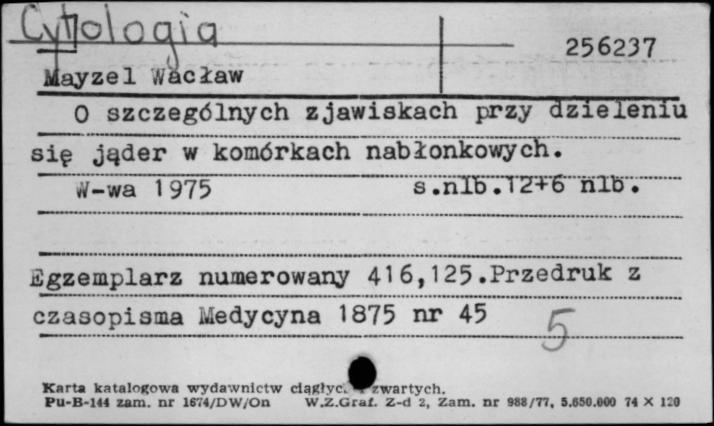 Cytologia
256237
Mayzel Wacław
O szczególnych zjawiskach przy dzieleniu
się jąder w komórkach nabłonkowych.
W-wa 1975 s.nlb.12+6 nlb.
Egzemplarz numerowany 416,125.Przedruk z
czasopisma Medycyna 1875 nr 45
5
Karta katalogowa wydawnictw ciągłyc. zwartych.
Pu-B-144 zam. nr 1674/DW/On W.Z.Graf. Z-d 2, Zam. nr 988/77, 5.650.000 74 X 120